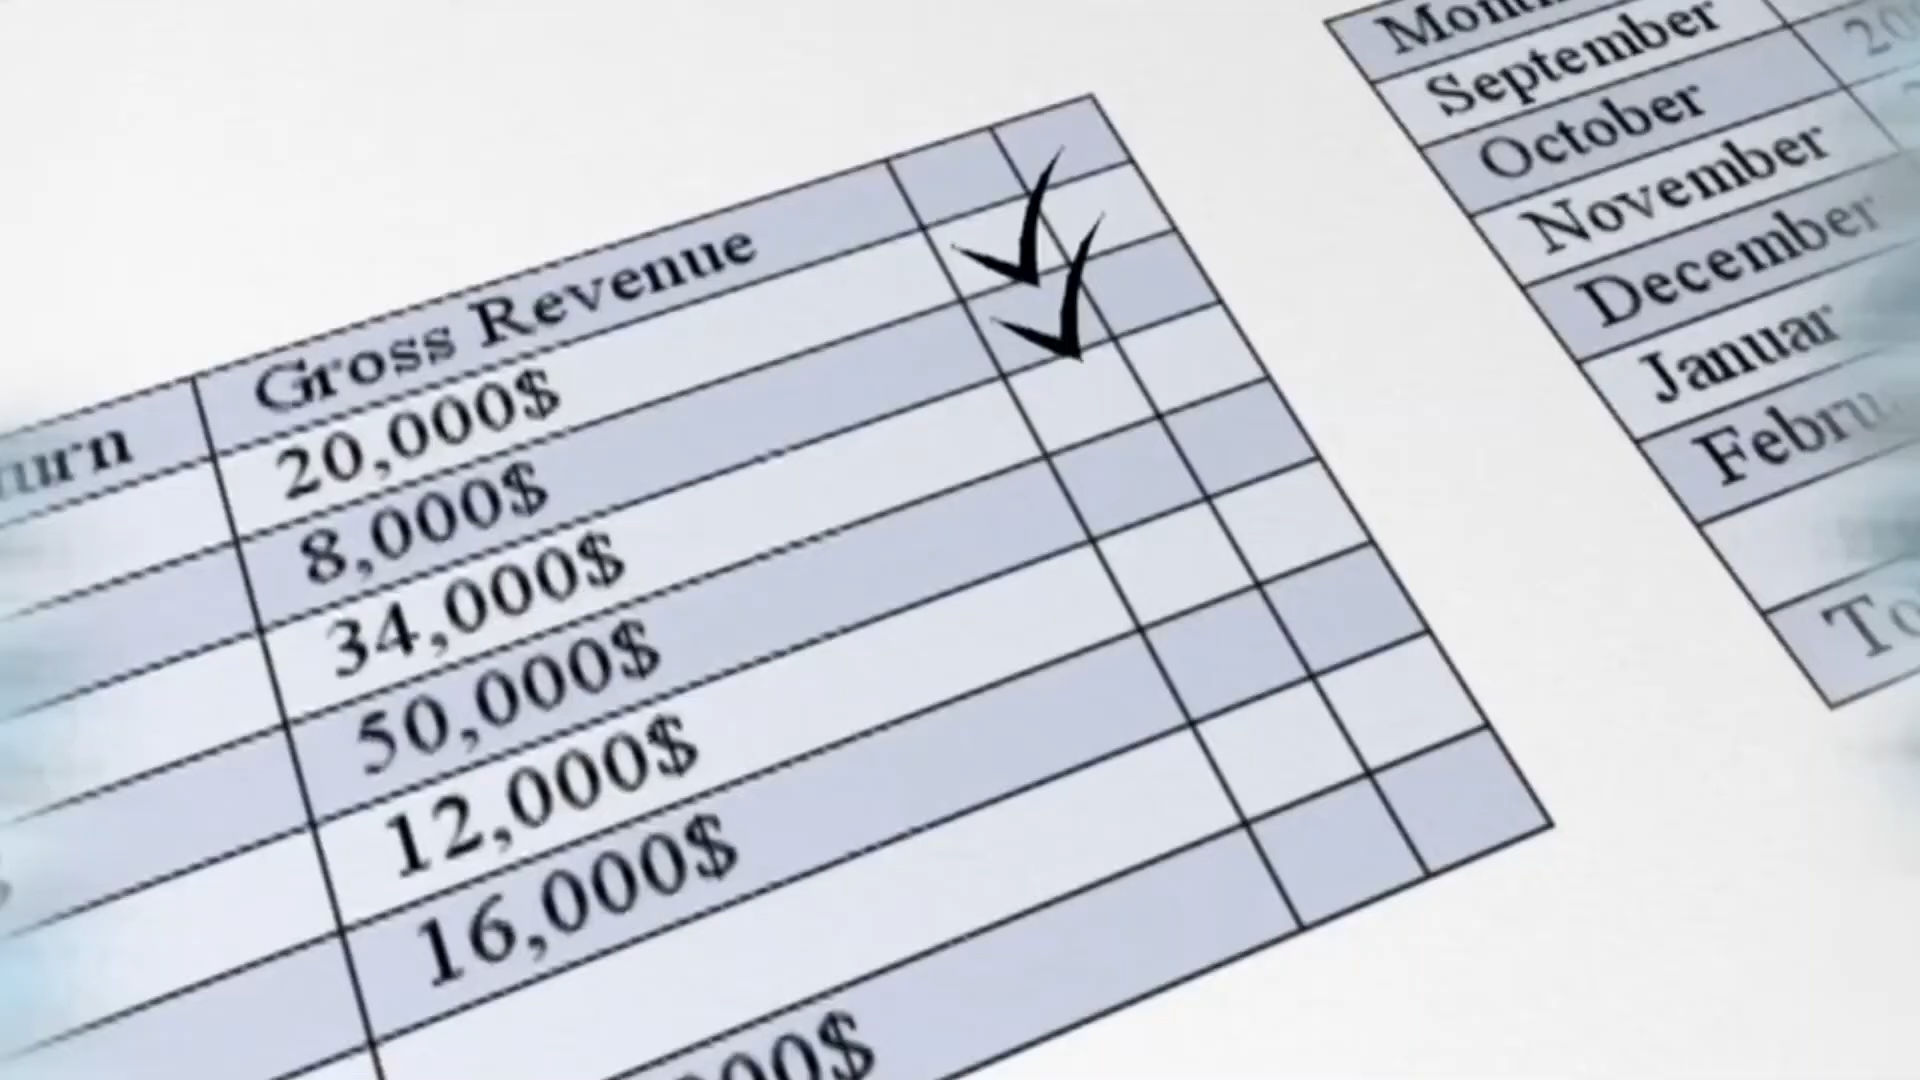 Gross Revenue
20,000$
8,000$
34,000$
50,000$
12,000$
16,000$
September
October
November
December
Januar